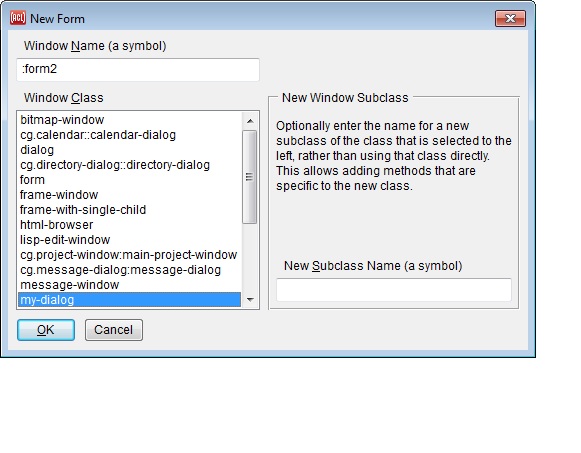 ACL New Form
Window Name (a symbol)
:form2
Window Class
bitmap-window
cg.calendar::calendar-dialog
dialog
cg.directory-dialog::directory-dialog
form
frame-window
frame-with-single-child
html-browser
lisp-edit-window
cg.project-window:main-project-window
cg.message-dialog:message-dialog
message-window
my-dialog
New Window Subclass
Optionally enter the name for a new
subclass of the class that is selected to the
left, rather than using that class directly.
This allows adding methods that are
specific to the new class.
New Subclass Name (a symbol)
OK
Cancel